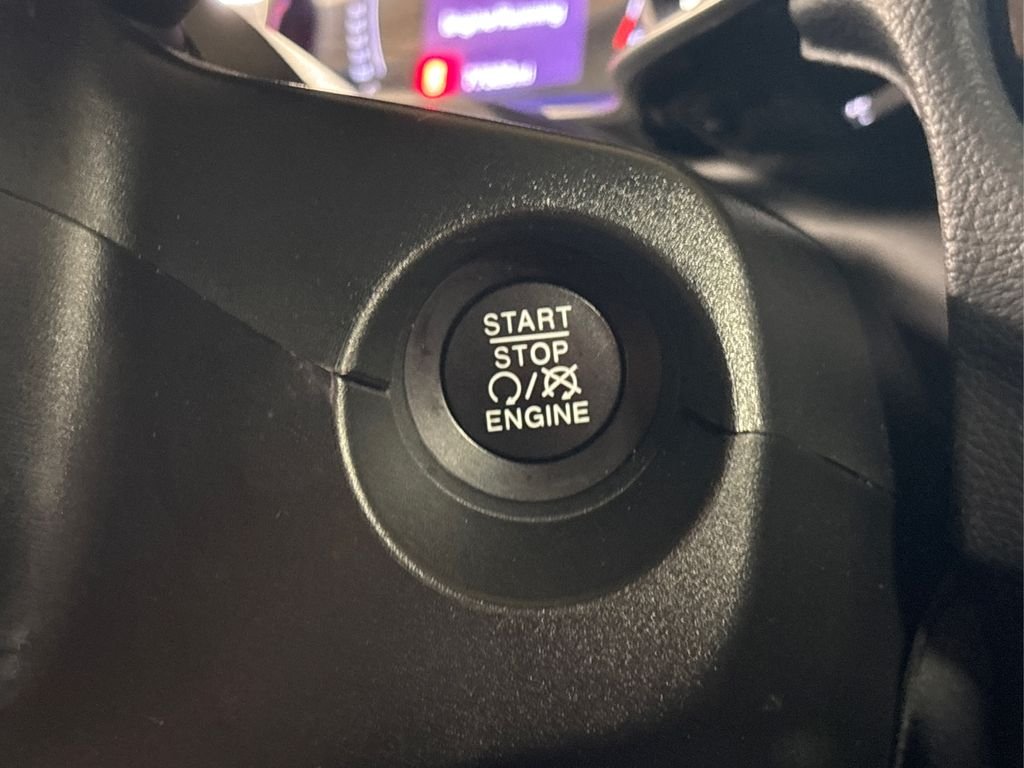 START
STOP
/
ENGINE